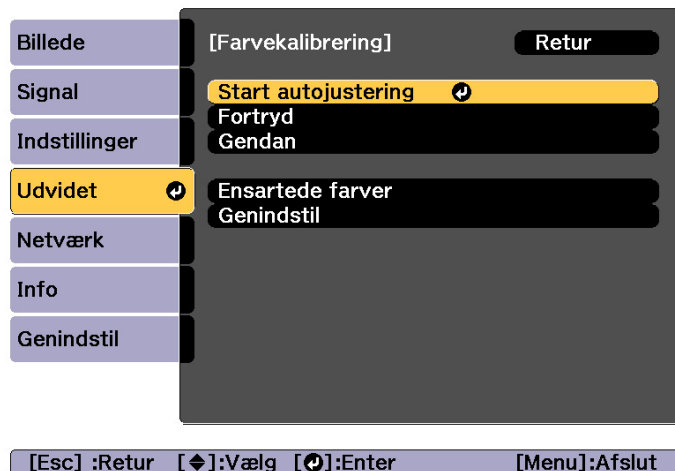 Billede
Signal
Indstillinger
Udvidet
Netværk
Info
Genindstil
[Farvekalibrering] Retur
Start autojustering
Fortryd
Gendan
Ensartede farver
Genindstil
[Esc] :Retur [◆]:Vælg [↵]:Enter [Menu]:Afslut